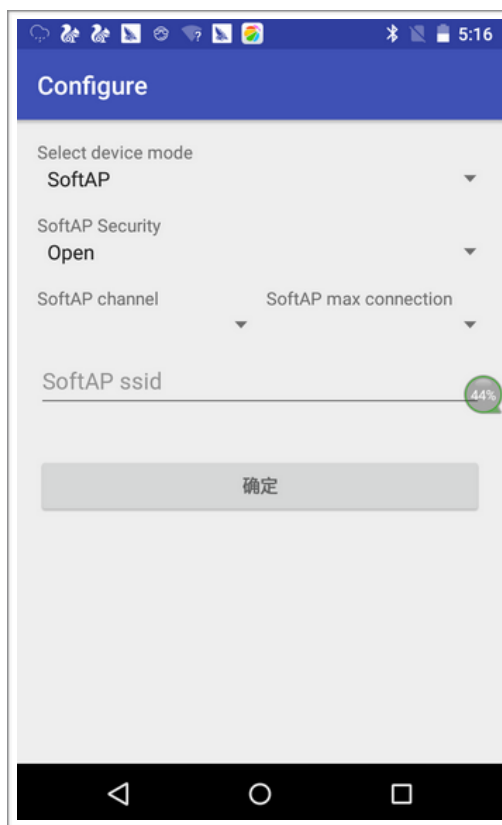 5:16
Configure
Select device mode
SoftAP
SoftAP Security
Open
SoftAP channel SoftAP max connection
SoftAP ssid
44%
确定